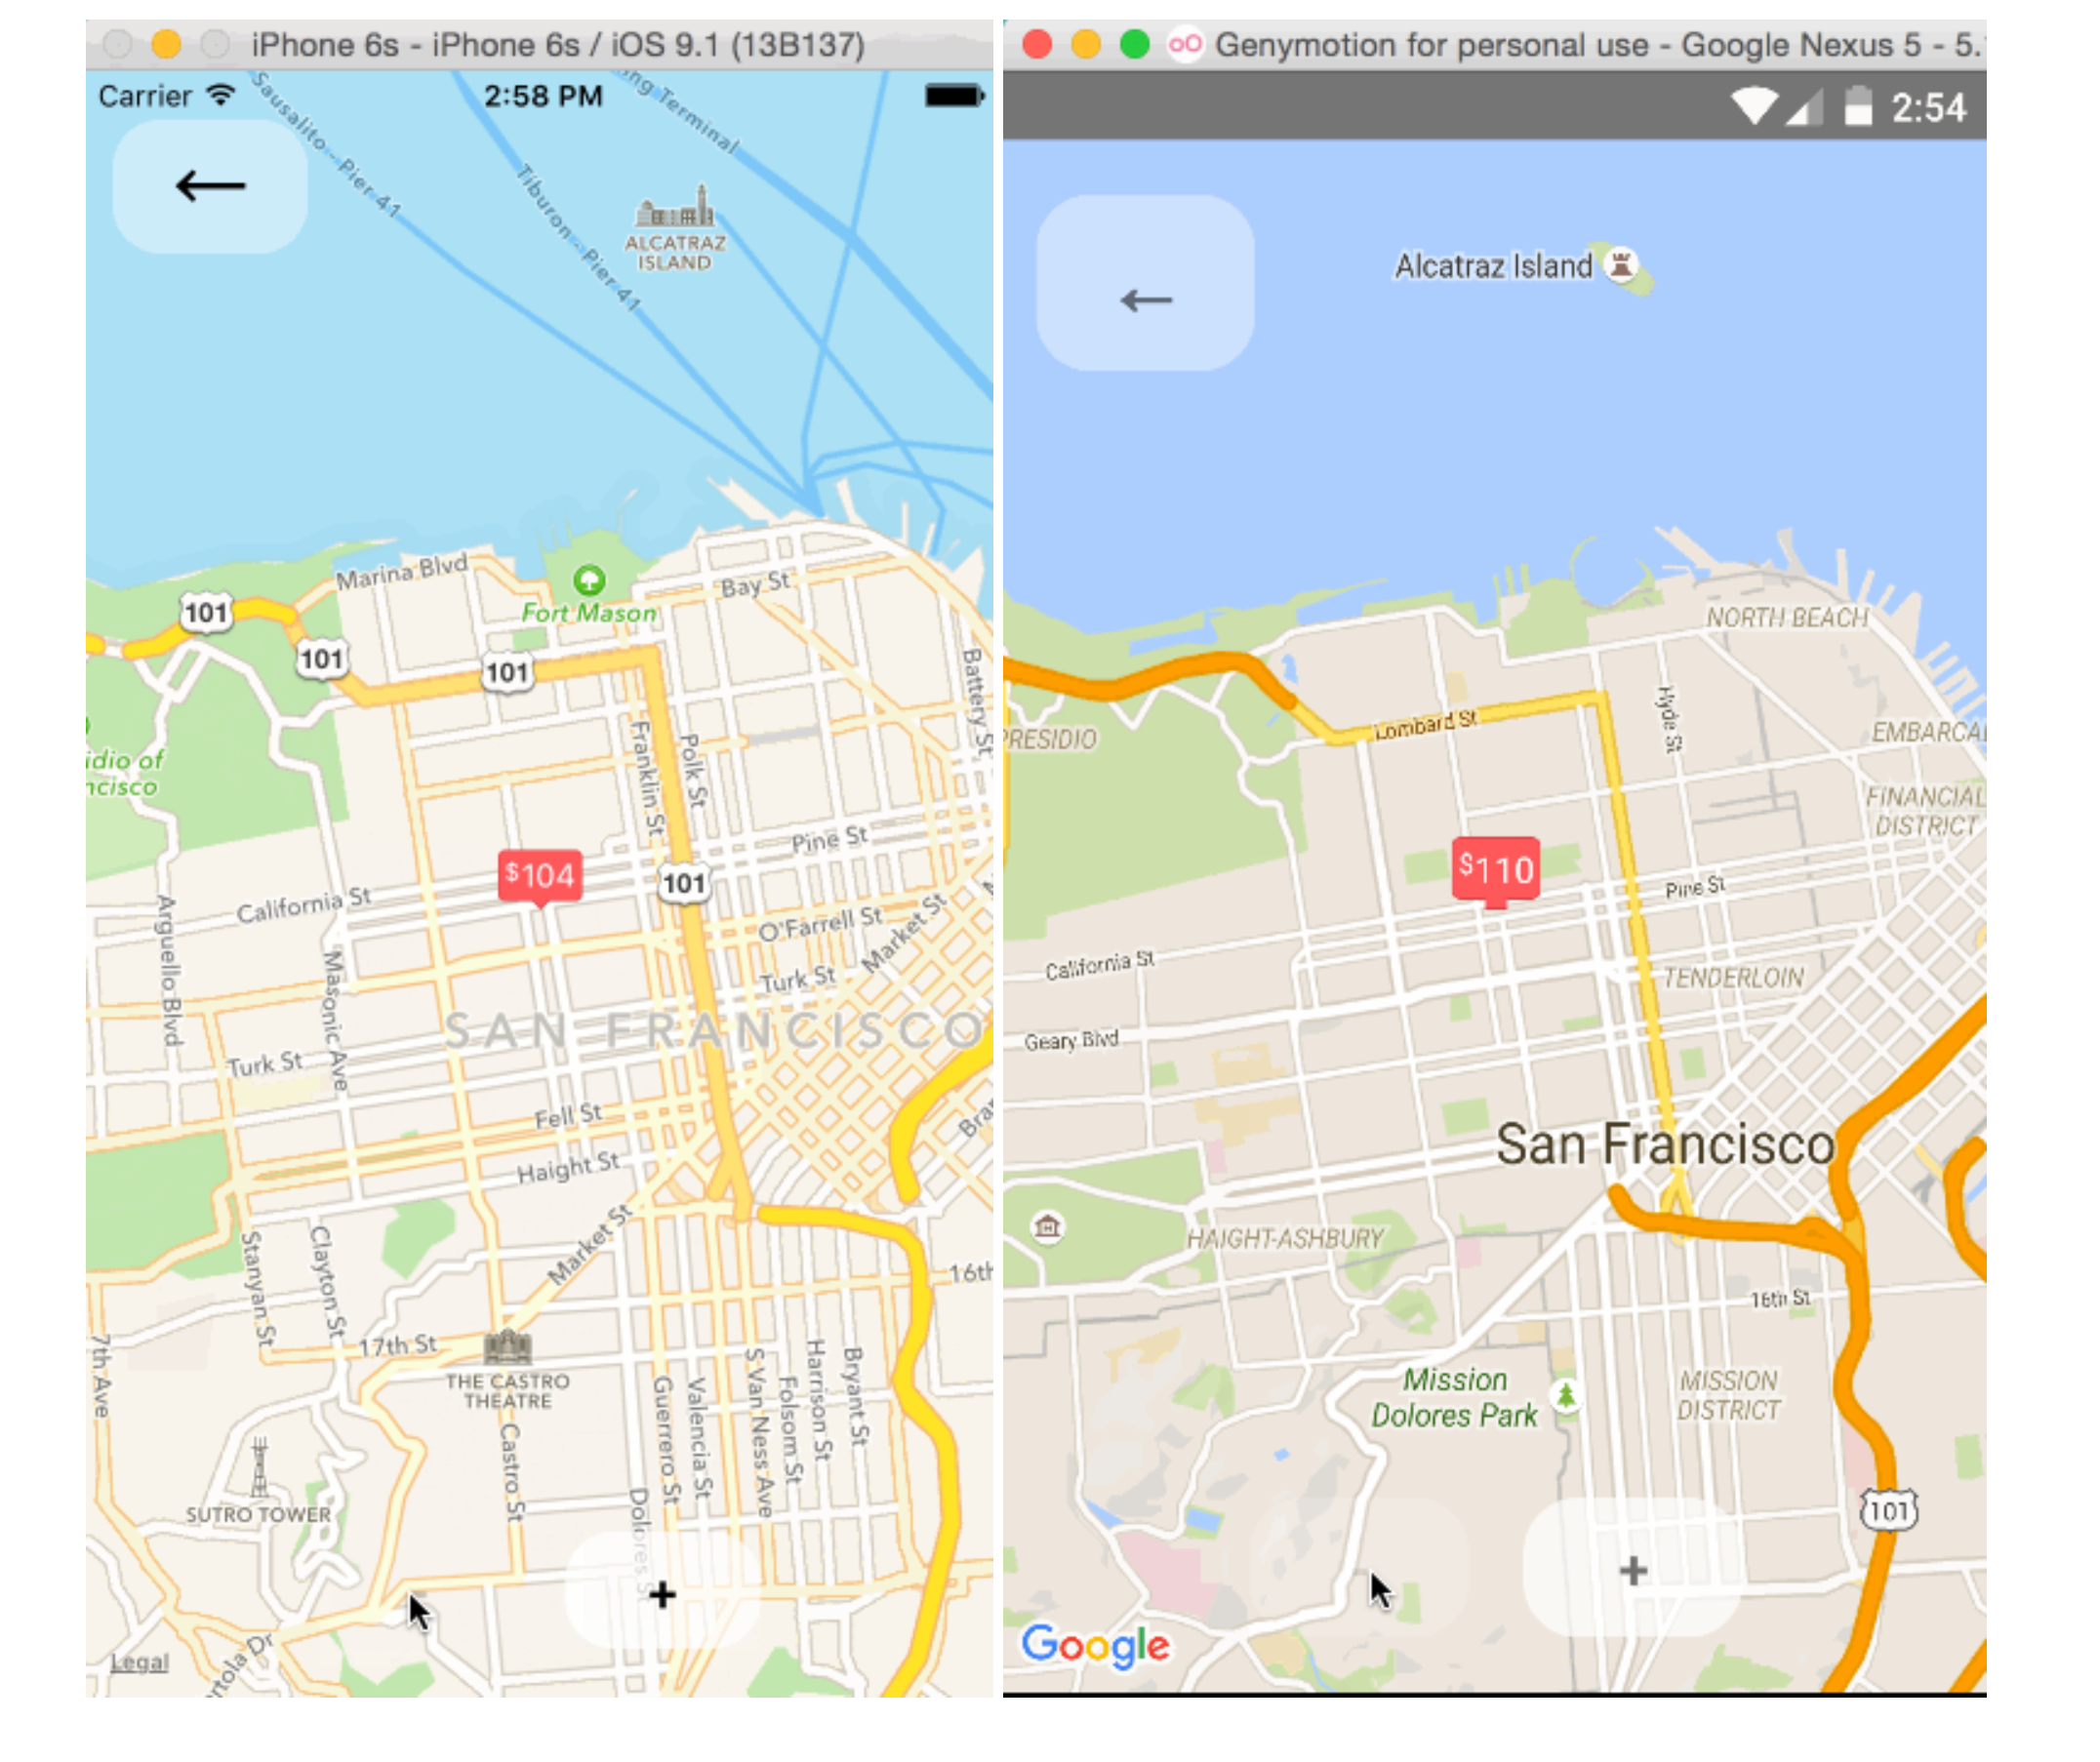 iPhone 6s - iPhone 6s / iOS 9.1 (13B137)
Carrier
2:58 PM
Sausalito - Pier 41
ng Terminal
Tiburon - Pier 41
←
ALCATRAZ
ISLAND
Marina Blvd
Bay St
Fort Mason
101
101
101
Battery St
Franklin St
Polk St
idio of
ncisco
Pine St
$104
101
California St
O'Farrell St
Market St
Arguello Blvd
Masonic Ave
Turk St
SAN FRANCISCO
Turk St
Fell St
Bra
Haight St
Market St
Stanyan St
Clayton St
16th
7th Ave
17th St
THE CASTRO
THEATRE
Castro St
Guerrero St
Valencia St
S Van Ness Ave
Folsom St
Harrison St
Bryant St
Dolores S
SUTRO TOWER
+
Legal
rtola Dr
Genymotion for personal use - Google Nexus 5 - 5.
2:54
←
Alcatraz Island
NORTH BEACH
Lombard St
Hyde St
PRESIDIO
EMBARCA
FINANCIAL
DISTRICT
$110
Pine St
California St
TENDERLOIN
Geary Blvd
San Francisco
HAIGHT-ASHBURY
16th St
Mission
Dolores Park
MISSION
DISTRICT
101
+
Google